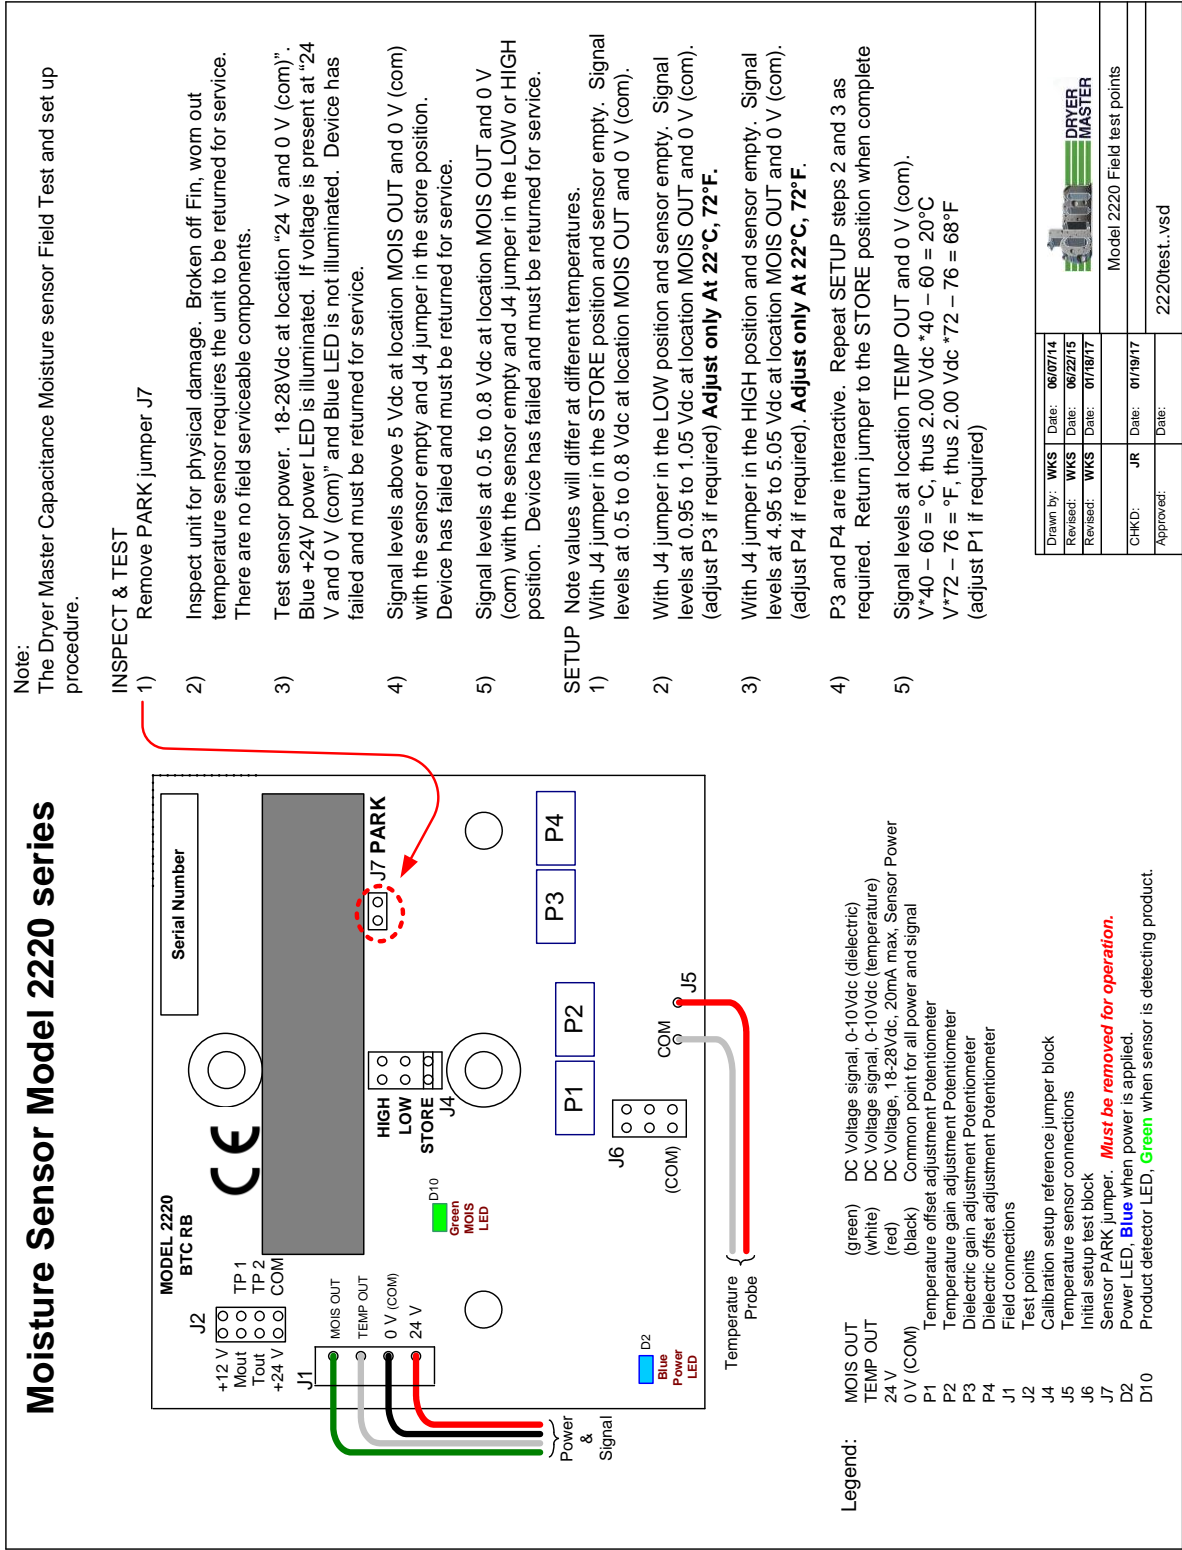 Moisture Sensor Model 2220 series
Serial Number
MODEL 2220
BTC RB
CE
J2
+12 V
Mout
Tout
+24 V
TP 1
TP 2
COM
J1
MOIS OUT
TEMP OUT
0 V (COM)
24 V
Power
&
Signal
HIGH
LOW
STORE
J4
J7 PARK
D10
Green
MOIS
LED
D2
Blue
Power
LED
P1
P2
P3
P4
J6
(COM)
COM
J5
Temperature
Probe
Legend:
MOIS OUT (green) DC Voltage signal, 0-10Vdc (dielectric)
TEMP OUT (white) DC Voltage signal, 0-10Vdc (temperature)
24 V (red) DC Voltage, 18-28Vdc, 20mA max, Sensor Power
0 V (COM) (black) Common point for all power and signal
P1 Temperature offset adjustment Potentiometer
P2 Temperature gain adjustment Potentiometer
P3 Dielectric gain adjustment Potentiometer
P4 Dielectric offset adjustment Potentiometer
J1 Field connections
J2 Test points
J4 Calibration setup reference jumper block
J5 Temperature sensor connections
J6 Initial setup test block
J7 Sensor PARK jumper. Must be removed for operation.
D2 Power LED, Blue when power is applied.
D10 Product detector LED, Green when sensor is detecting product.
Note:
The Dryer Master Capacitance Moisture sensor Field Test and set up
procedure.
INSPECT & TEST
1) Remove PARK jumper J7
2) Inspect unit for physical damage. Broken off Fin, worn out
temperature sensor requires the unit to be returned for service.
There are no field serviceable components.
3) Test sensor power. 18-28Vdc at location “24 V and 0 V (com)”.
Blue +24V power LED is illuminated. If voltage is present at “24
V and 0 V (com)” and Blue LED is not illuminated. Device has
failed and must be returned for service.
4) Signal levels above 5 Vdc at location MOIS OUT and 0 V (com)
with the sensor empty and J4 jumper in the store position.
Device has failed and must be returned for service.
5) Signal levels at 0.5 to 0.8 Vdc at location MOIS OUT and 0 V
(com) with the sensor empty and J4 jumper in the LOW or HIGH
position. Device has failed and must be returned for service.
SETUP Note values will differ at different temperatures.
1) With J4 jumper in the STORE position and sensor empty. Signal
levels at 0.5 to 0.8 Vdc at location MOIS OUT and 0 V (com).
2) With J4 jumper in the LOW position and sensor empty. Signal
levels at 0.95 to 1.05 Vdc at location MOIS OUT and 0 V (com).
(adjust P3 if required) Adjust only At 22°C, 72°F.
3) With J4 jumper in the HIGH position and sensor empty. Signal
levels at 4.95 to 5.05 Vdc at location MOIS OUT and 0 V (com).
(adjust P4 if required). Adjust only At 22°C, 72°F.
4) P3 and P4 are interactive. Repeat SETUP steps 2 and 3 as
required. Return jumper to the STORE position when complete
5) Signal levels at location TEMP OUT and 0 V (com).
V*40 – 60 = °C, thus 2.00 Vdc *40 – 60 = 20°C
V*72 – 76 = °F, thus 2.00 Vdc *72 – 76 = 68°F
(adjust P1 if required)
Drawn by: WKS Date: 06/07/14
Revised: WKS Date: 06/22/15
Revised: WKS Date: 01/18/17
CHKD: JR Date: 01/19/17
Approved: Date:
DRYER
MASTER
Model 2220 Field test points
2220test..vsd